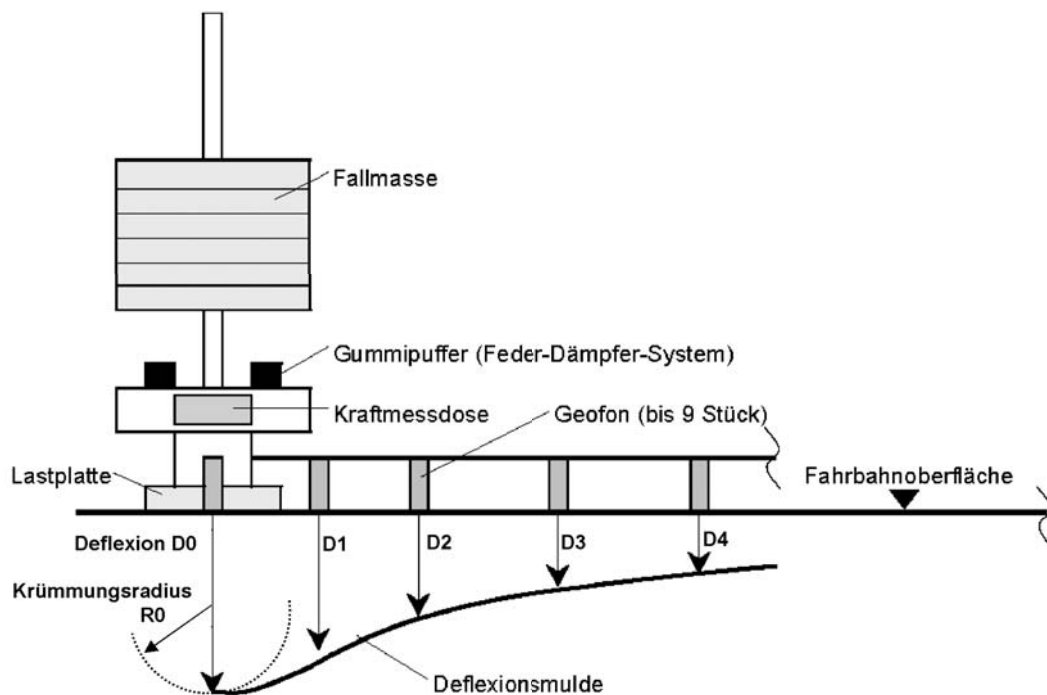 Fallmasse
Gummipuffer (Feder-Dämpfer-System)
Kraftmessdose
Geofon (bis 9 Stück)
Lastplatte
Fahrbahnoberfläche
Deflexion D0
D1
D2
D3
D4
Krümmungsradius
R0
Deflexionsmulde